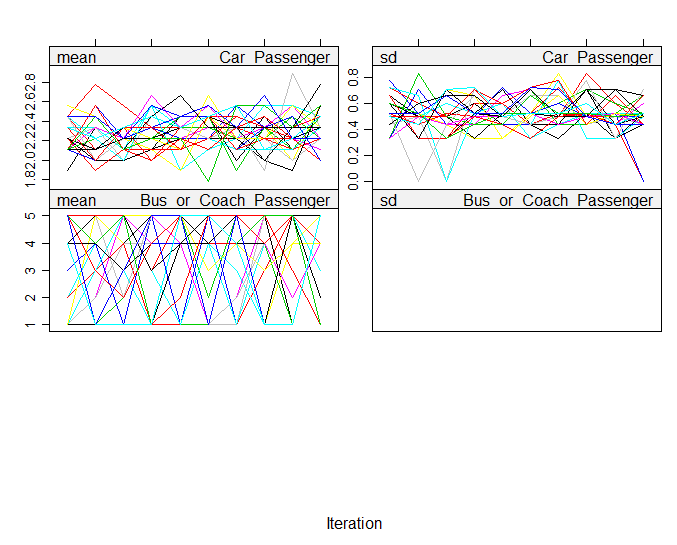 mean Car Passenger
sd Car Passenger
1.8 2.0 2.2 2.4 2.6 2.8
0.0 0.2 0.4 0.6 0.8
mean Bus or Coach Passenger
sd Bus or Coach Passenger
5
4
3
2
1
Iteration